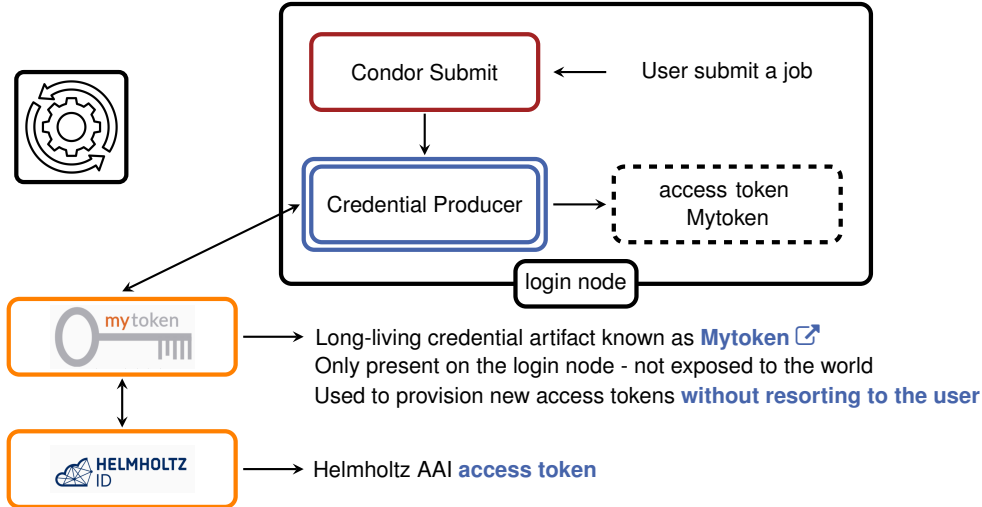 Condor Submit
User submit a job
Credential Producer
access token
Mytoken
login node
mytoken
Long-living credential artifact known as Mytoken
Only present on the login node - not exposed to the world
Used to provision new access tokens without resorting to the user
HELMHOLTZ
ID
Helmholtz AAI access token